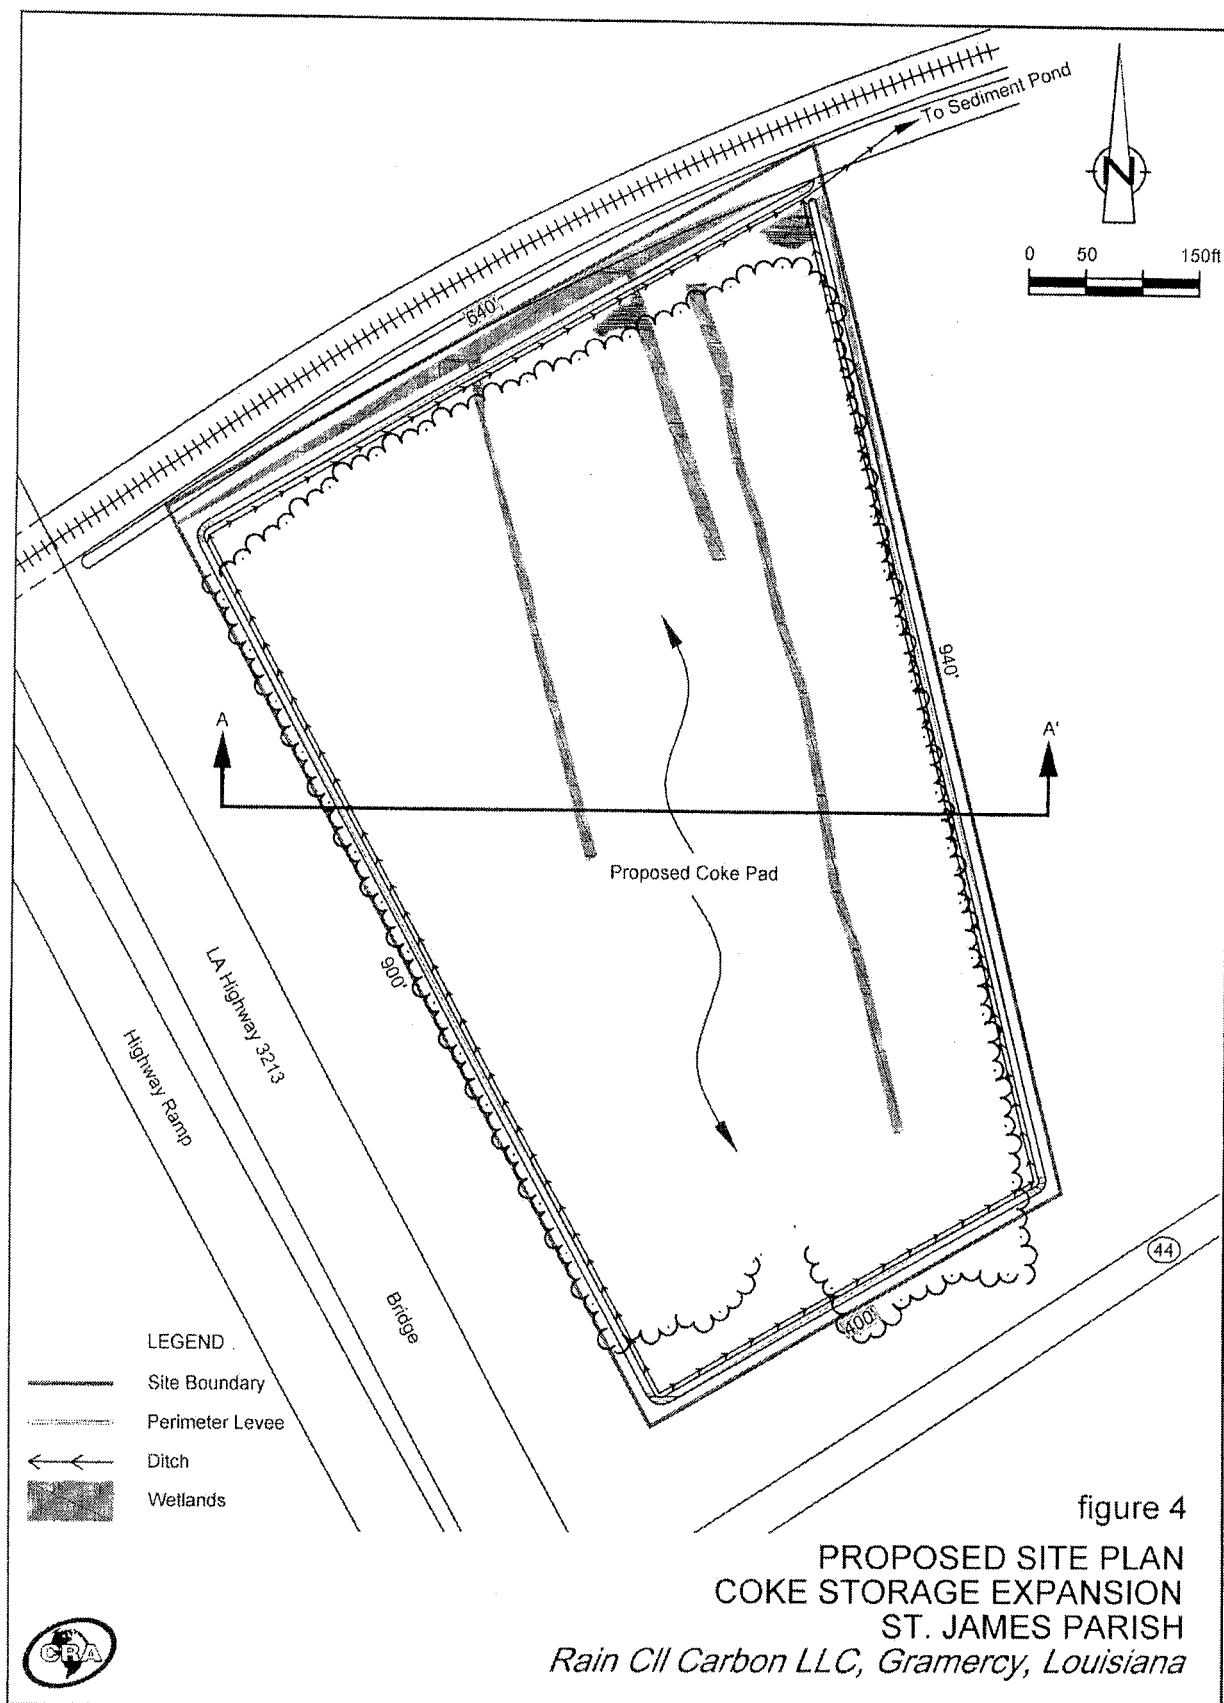 To Sediment Pond
N
0 50 150ft
640'
940'
A
A'
Proposed Coke Pad
900'
LA Highway 3213
Highway Ramp
Bridge
44
400'
LEGEND
Site Boundary
Perimeter Levee
Ditch
Wetlands
figure 4
PROPOSED SITE PLAN
COKE STORAGE EXPANSION
ST. JAMES PARISH
Rain CII Carbon LLC, Gramercy, Louisiana
CRA